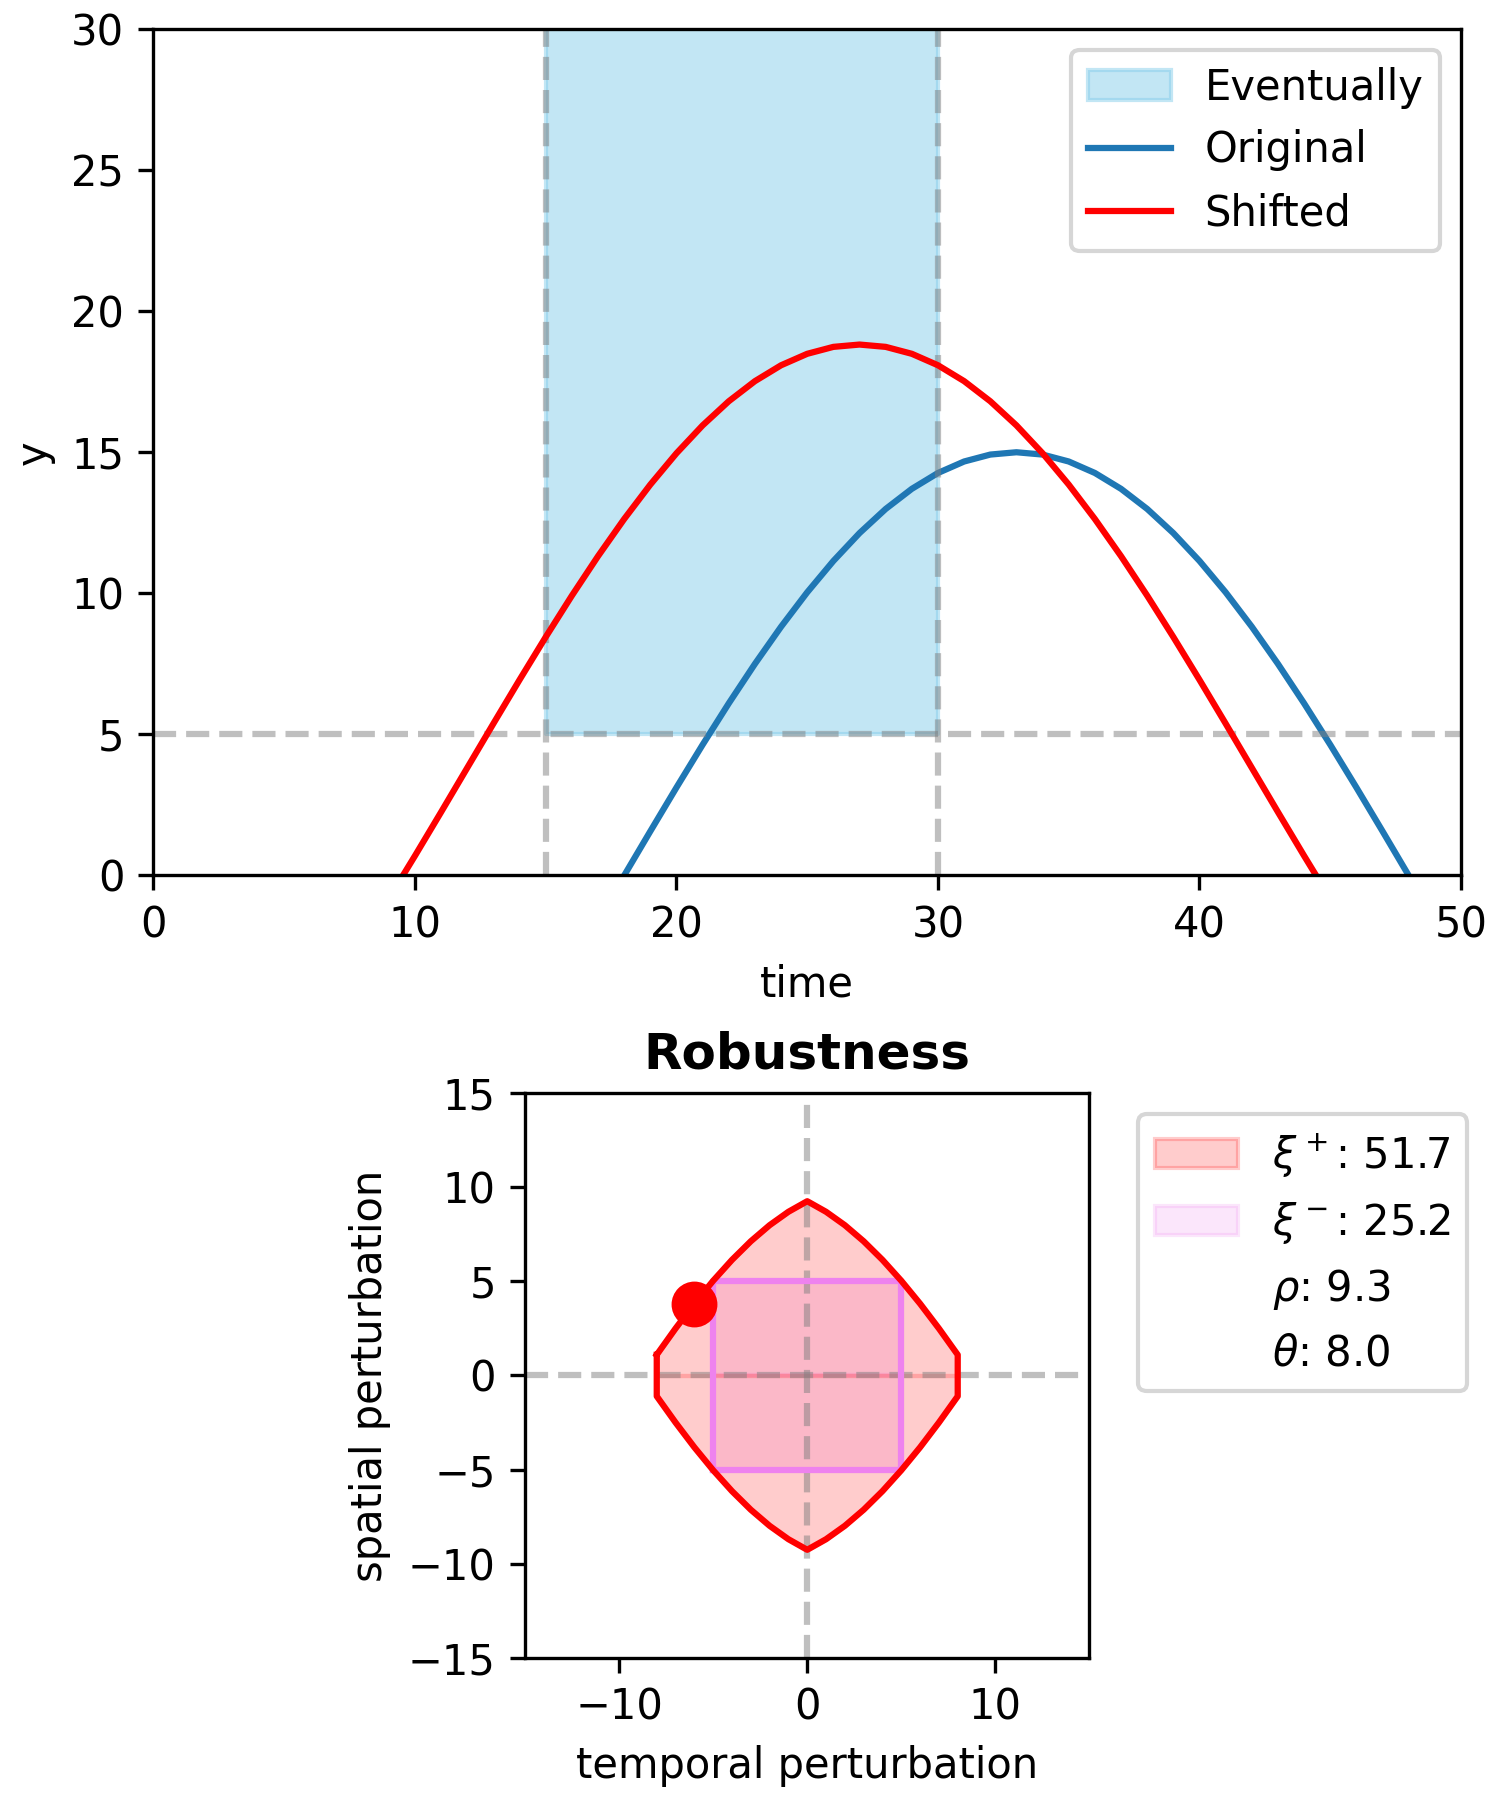 30
25
20
15
10
5
0
y
0 10 20 30 40 50
time
Eventually
Original
Shifted
Robustness
15
10
5
0
−5
−10
−15
spatial perturbation
−10 0 10
temporal perturbation
ξ⁺: 51.7
ξ⁻: 25.2
ρ: 9.3
θ: 8.0